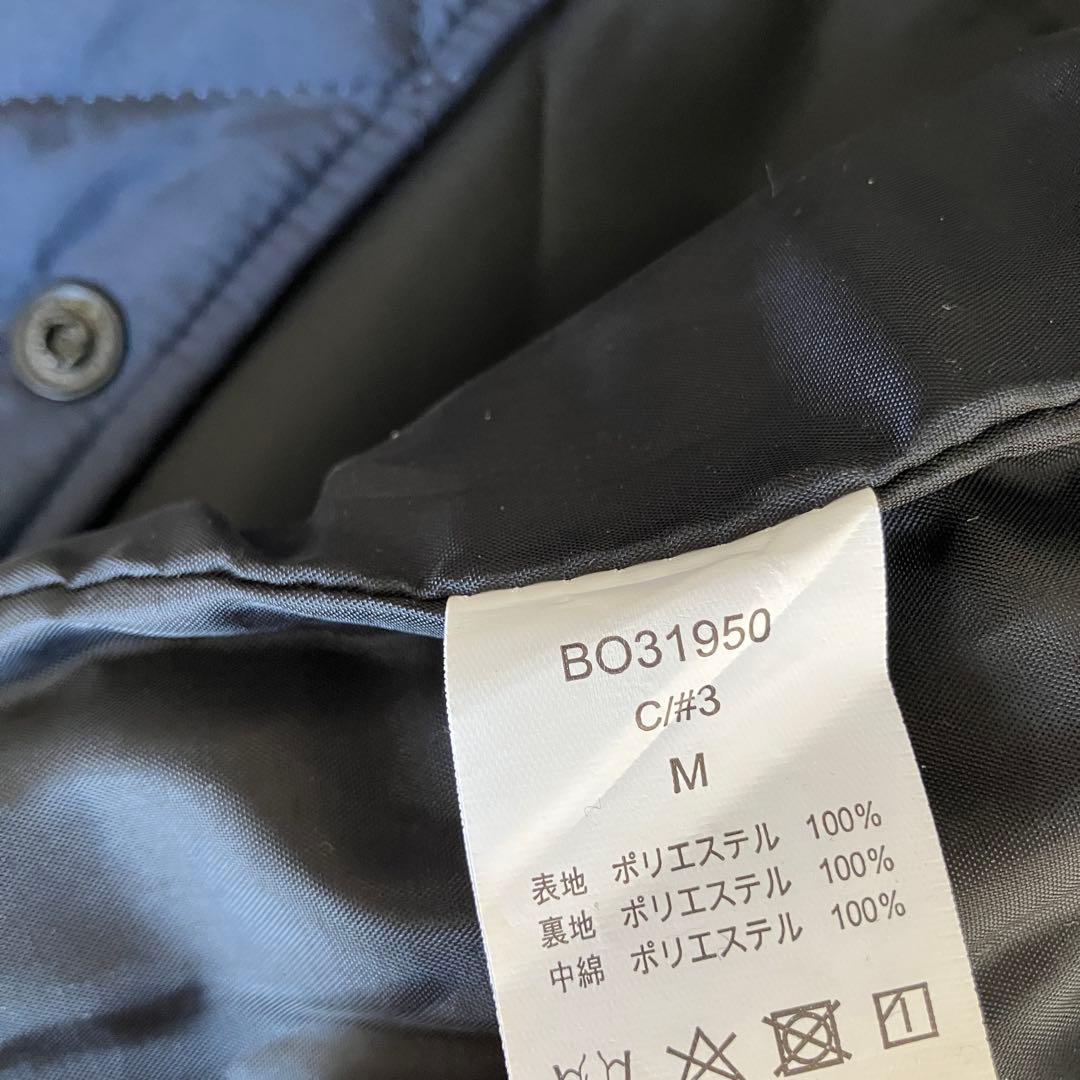 BO31950
C/#3
M
表地 ポリエステル 100%
裏地 ポリエステル 100%
中綿 ポリエステル 100%